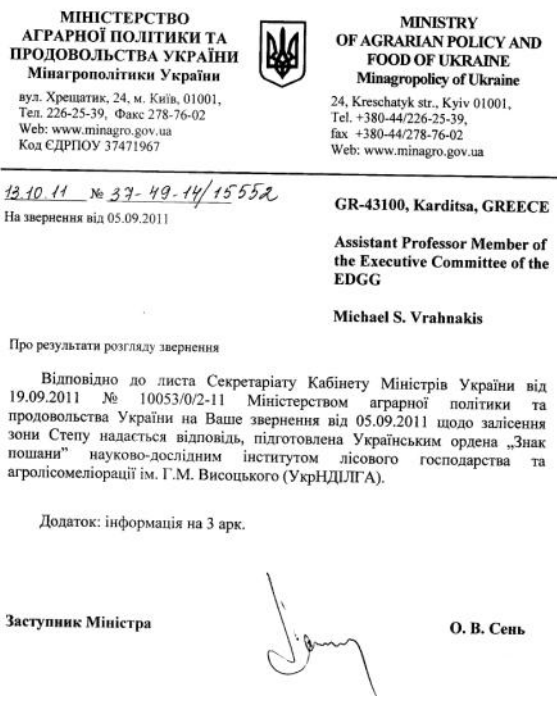 МІНІСТЕРСТВО
АГРАРНОЇ ПОЛІТИКИ ТА
ПРОДОВОЛЬСТВА УКРАЇНИ
Мінагрополітики України
вул. Хрещатик, 24, м. Київ, 01001,
Тел. 226-25-39, Факс 278-76-02
Web: www.minagro.gov.ua
Код ЄДРПОУ 37471967
MINISTRY
OF AGRARIAN POLICY AND
FOOD OF UKRAINE
Minagropolicy of Ukraine
24, Kreschatyk str., Kyiv 01001,
Tel. +380-44/226-25-39,
fax +380-44/278-76-02
Web: www.minagro.gov.ua
13.10.11 № 37-49-14/15552
На звернення від 05.09.2011
GR-43100, Karditsa, GREECE
Assistant Professor Member of
the Executive Committee of the
EDGG
Michael S. Vrahnakis
Про результати розгляду звернення
Відповідно до листа Секретаріату Кабінету Міністрів України від
19.09.2011 № 10053/0/2-11 Міністерством аграрної політики та
продовольства України на Ваше звернення від 05.09.2011 щодо залісення
зони Степу надається відповідь, підготовлена Українським ордена „Знак
пошани” науково-дослідним інститутом лісового господарства та
агролісомеліорації ім. Г.М. Висоцького (УкрНДІЛГА).
Додаток: інформація на 3 арк.
Заступник Міністра
О. В. Сень